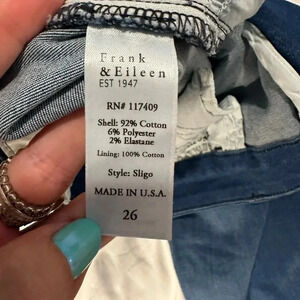 Frank
& Eileen
EST 1947
RN# 117409
Shell: 92% Cotton
6% Polyester
2% Elastane
Lining: 100% Cotton
Style: Sligo
MADE IN U.S.A.
26